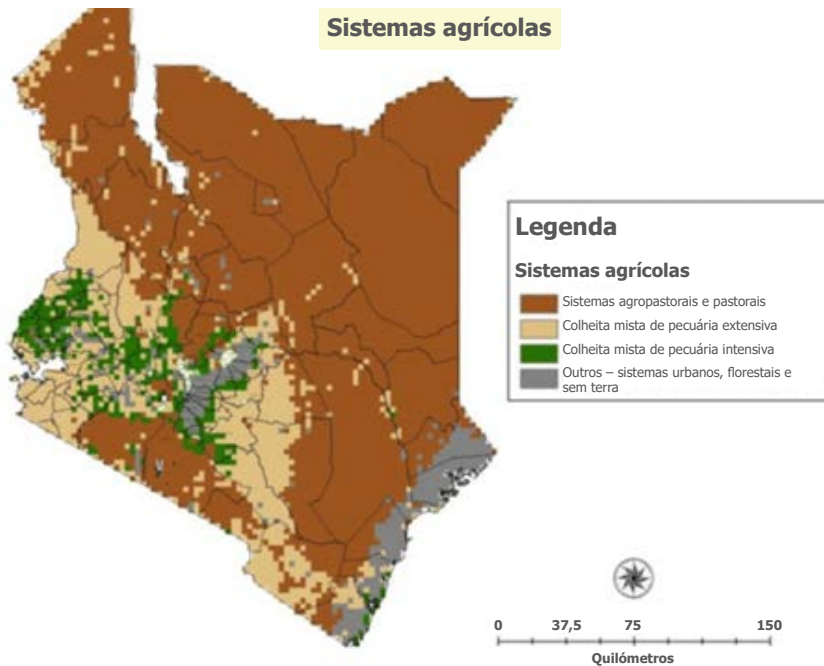 Sistemas agrícolas
Legenda
Sistemas agrícolas
Sistemas agropastorais e pastorais
Colheita mista de pecuária extensiva
Colheita mista de pecuária intensiva
Outros – sistemas urbanos, florestais e
sem terra
0 37,5 75 150
Quilómetros